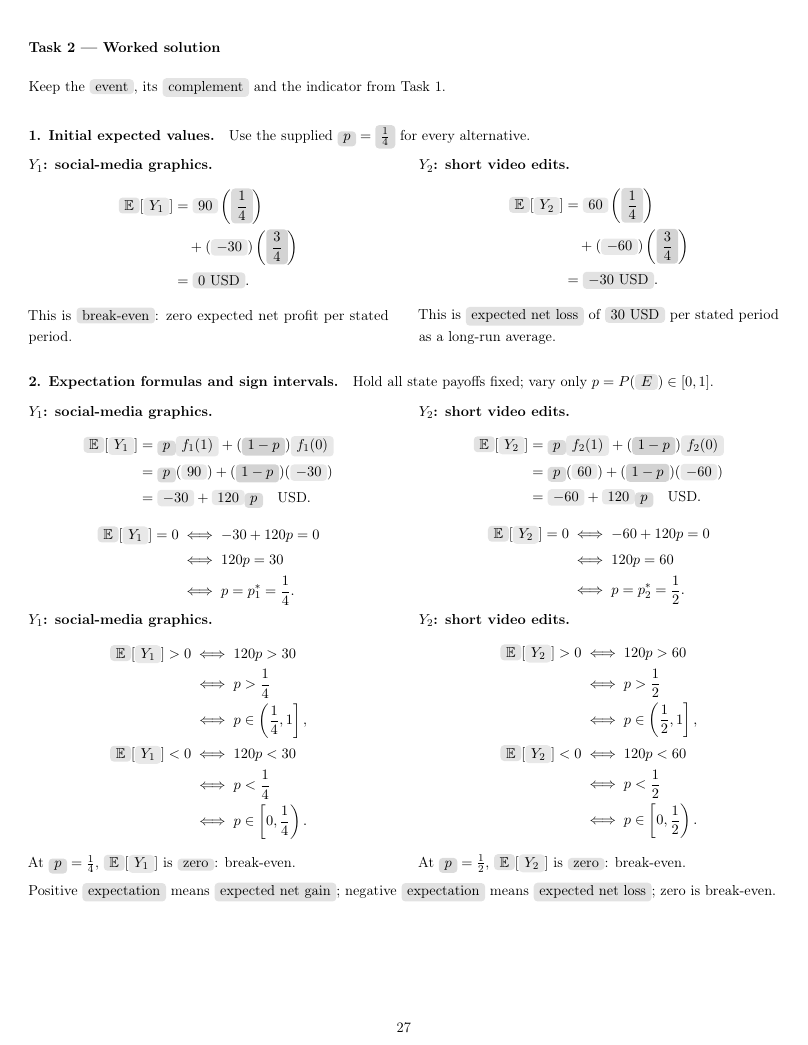 Task 2 — Worked solution
Keep the event, its complement and the indicator from Task 1.
1. Initial expected values. Use the supplied p = 1/4 for every alternative.
Y₁: social-media graphics.
𝔼[Y₁] = 90 (1/4)
+ (−30) (3/4)
= 0 USD.
This is break-even: zero expected net profit per stated
period.
Y₂: short video edits.
𝔼[Y₂] = 60 (1/4)
+ (−60) (3/4)
= −30 USD.
This is expected net loss of 30 USD per stated period
as a long-run average.
2. Expectation formulas and sign intervals. Hold all state payoffs fixed; vary only p = P(E) ∈ [0, 1].
Y₁: social-media graphics.
𝔼[Y₁] = p f₁(1) + (1 − p) f₁(0)
= p(90) + (1 − p)(−30)
= −30 + 120 p USD.
𝔼[Y₁] = 0 ⟺ −30 + 120p = 0
⟺ 120p = 30
⟺ p = p₁* = 1/4.
Y₂: short video edits.
𝔼[Y₂] = p f₂(1) + (1 − p) f₂(0)
= p(60) + (1 − p)(−60)
= −60 + 120 p USD.
𝔼[Y₂] = 0 ⟺ −60 + 120p = 0
⟺ 120p = 60
⟺ p = p₂* = 1/2.
Y₁: social-media graphics.
𝔼[Y₁] > 0 ⟺ 120p > 30
⟺ p > 1/4
⟺ p ∈ (1/4, 1],
𝔼[Y₁] < 0 ⟺ 120p < 30
⟺ p < 1/4
⟺ p ∈ [0, 1/4).
At p = 1/4, 𝔼[Y₁] is zero: break-even.
Y₂: short video edits.
𝔼[Y₂] > 0 ⟺ 120p > 60
⟺ p > 1/2
⟺ p ∈ (1/2, 1],
𝔼[Y₂] < 0 ⟺ 120p < 60
⟺ p < 1/2
⟺ p ∈ [0, 1/2).
At p = 1/2, 𝔼[Y₂] is zero: break-even.
Positive expectation means expected net gain; negative expectation means expected net loss; zero is break-even.
27